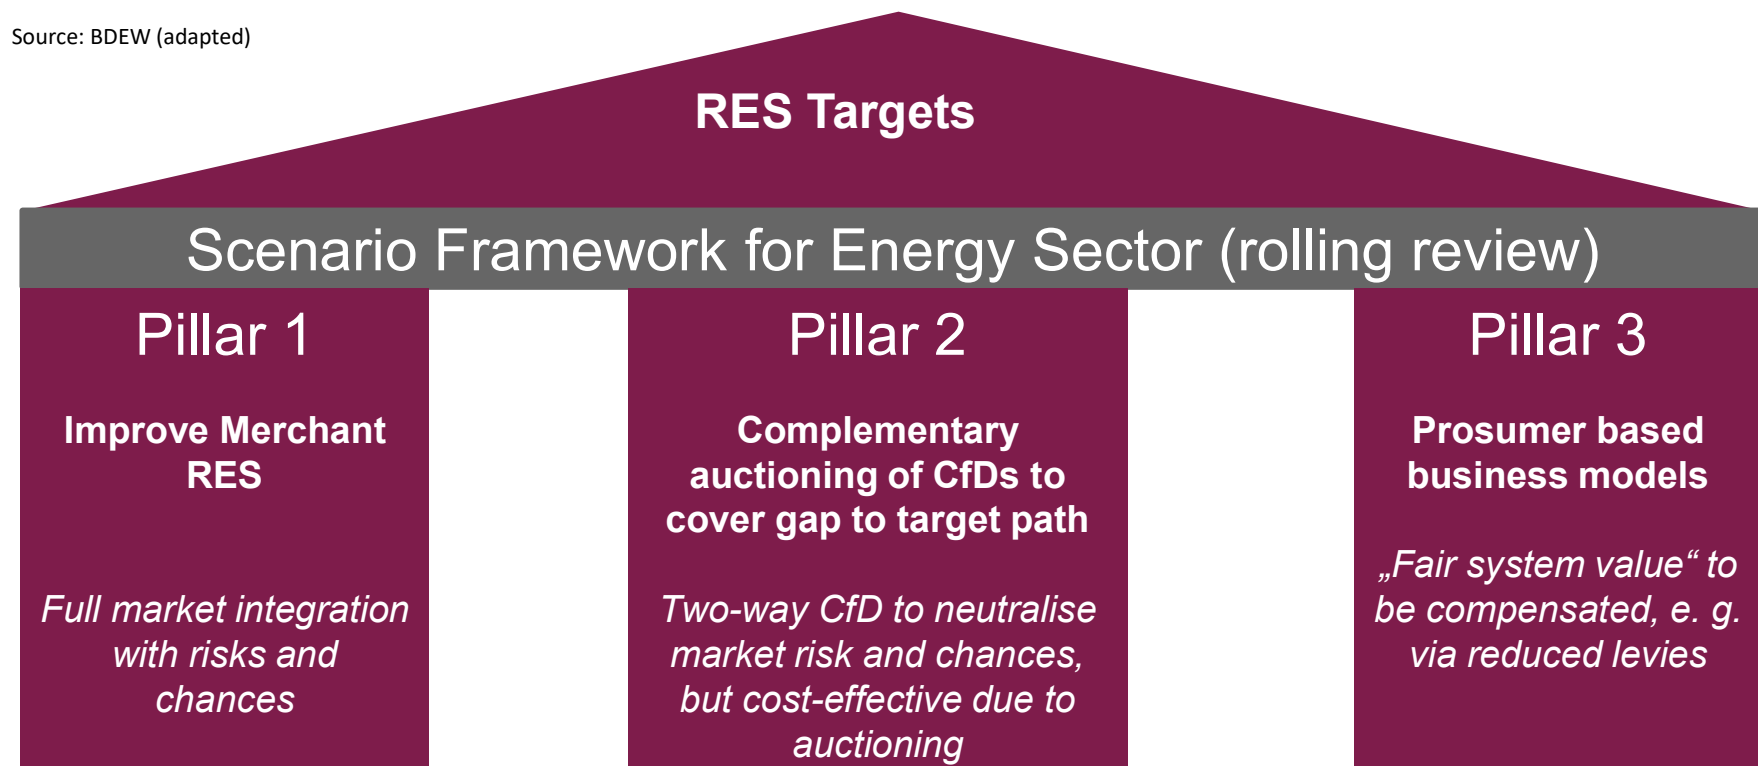 Source: BDEW (adapted)
RES Targets
Scenario Framework for Energy Sector (rolling review)
Pillar 1
Improve Merchant
RES
Full market integration
with risks and
chances
Pillar 2
Complementary
auctioning of CfDs to
cover gap to target path
Two-way CfD to neutralise
market risk and chances,
but cost-effective due to
auctioning
Pillar 3
Prosumer based
business models
„Fair system value“ to
be compensated, e. g.
via reduced levies